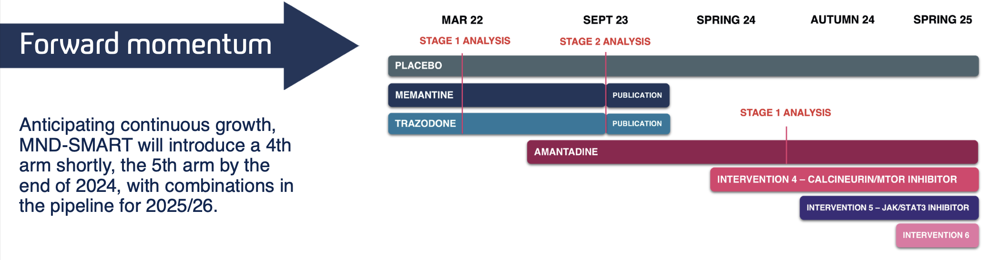 Forward momentum
Anticipating continuous growth,
MND-SMART will introduce a 4th
arm shortly, the 5th arm by the
end of 2024, with combinations in
the pipeline for 2025/26.
MAR 22 SEPT 23 SPRING 24 AUTUMN 24 SPRING 25
STAGE 1 ANALYSIS STAGE 2 ANALYSIS
PLACEBO
MEMANTINE PUBLICATION
STAGE 1 ANALYSIS
TRAZODONE PUBLICATION
AMANTADINE
INTERVENTION 4 – CALCINEURIN/MTOR INHIBITOR
INTERVENTION 5 – JAK/STAT3 INHIBITOR
INTERVENTION 6